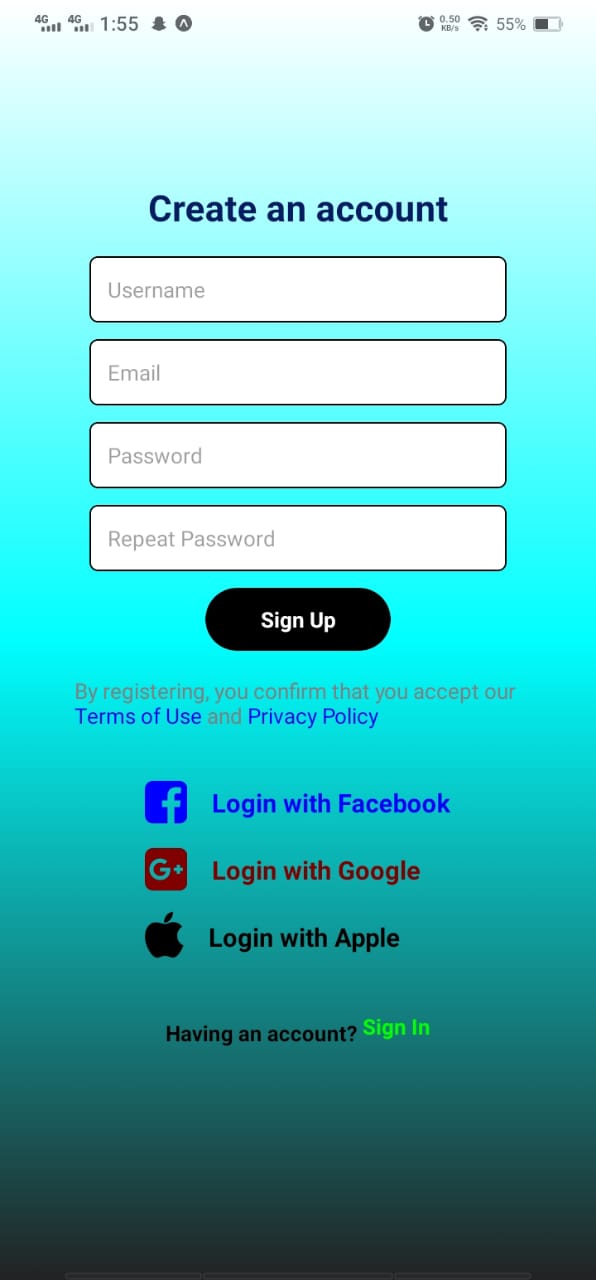 4G 4G 1:55 0.50 KB/s 55%
Create an account
Username
Email
Password
Repeat Password
Sign Up
By registering, you confirm that you accept our
Terms of Use and Privacy Policy
Login with Facebook
G+ Login with Google
Login with Apple
Having an account? Sign In